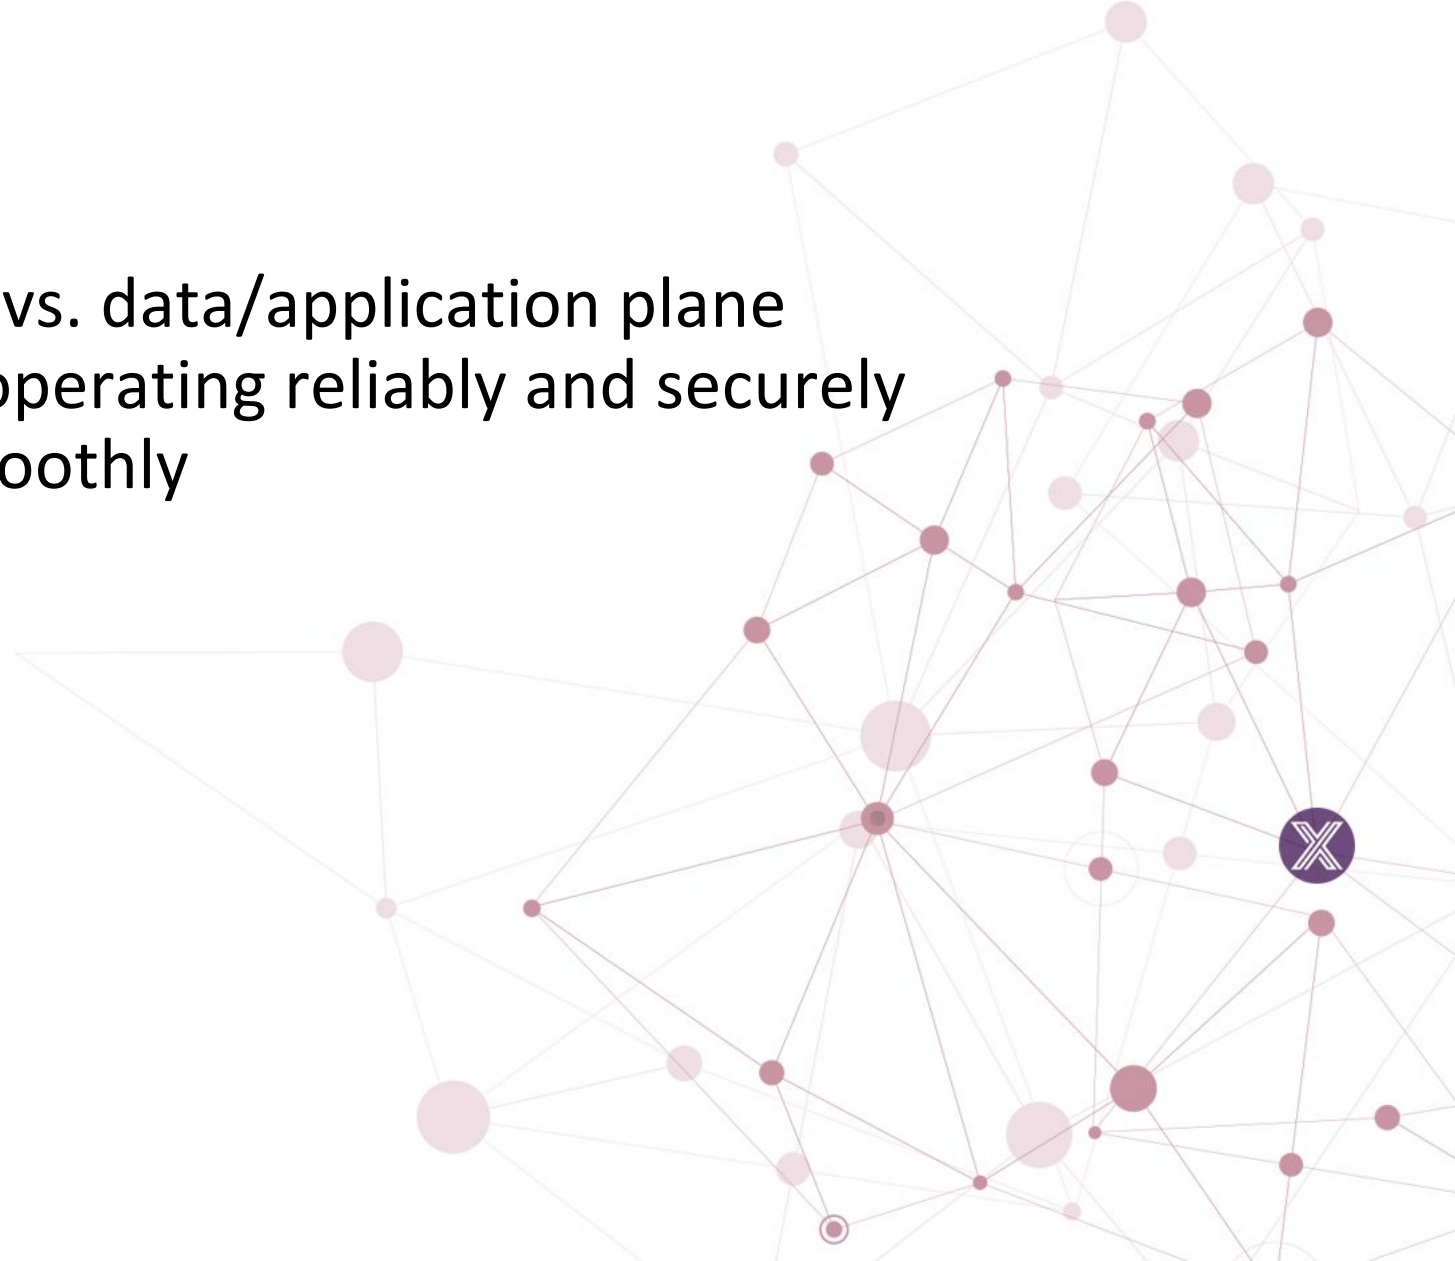 vs. data/application plane
operating reliably and securely
oothly